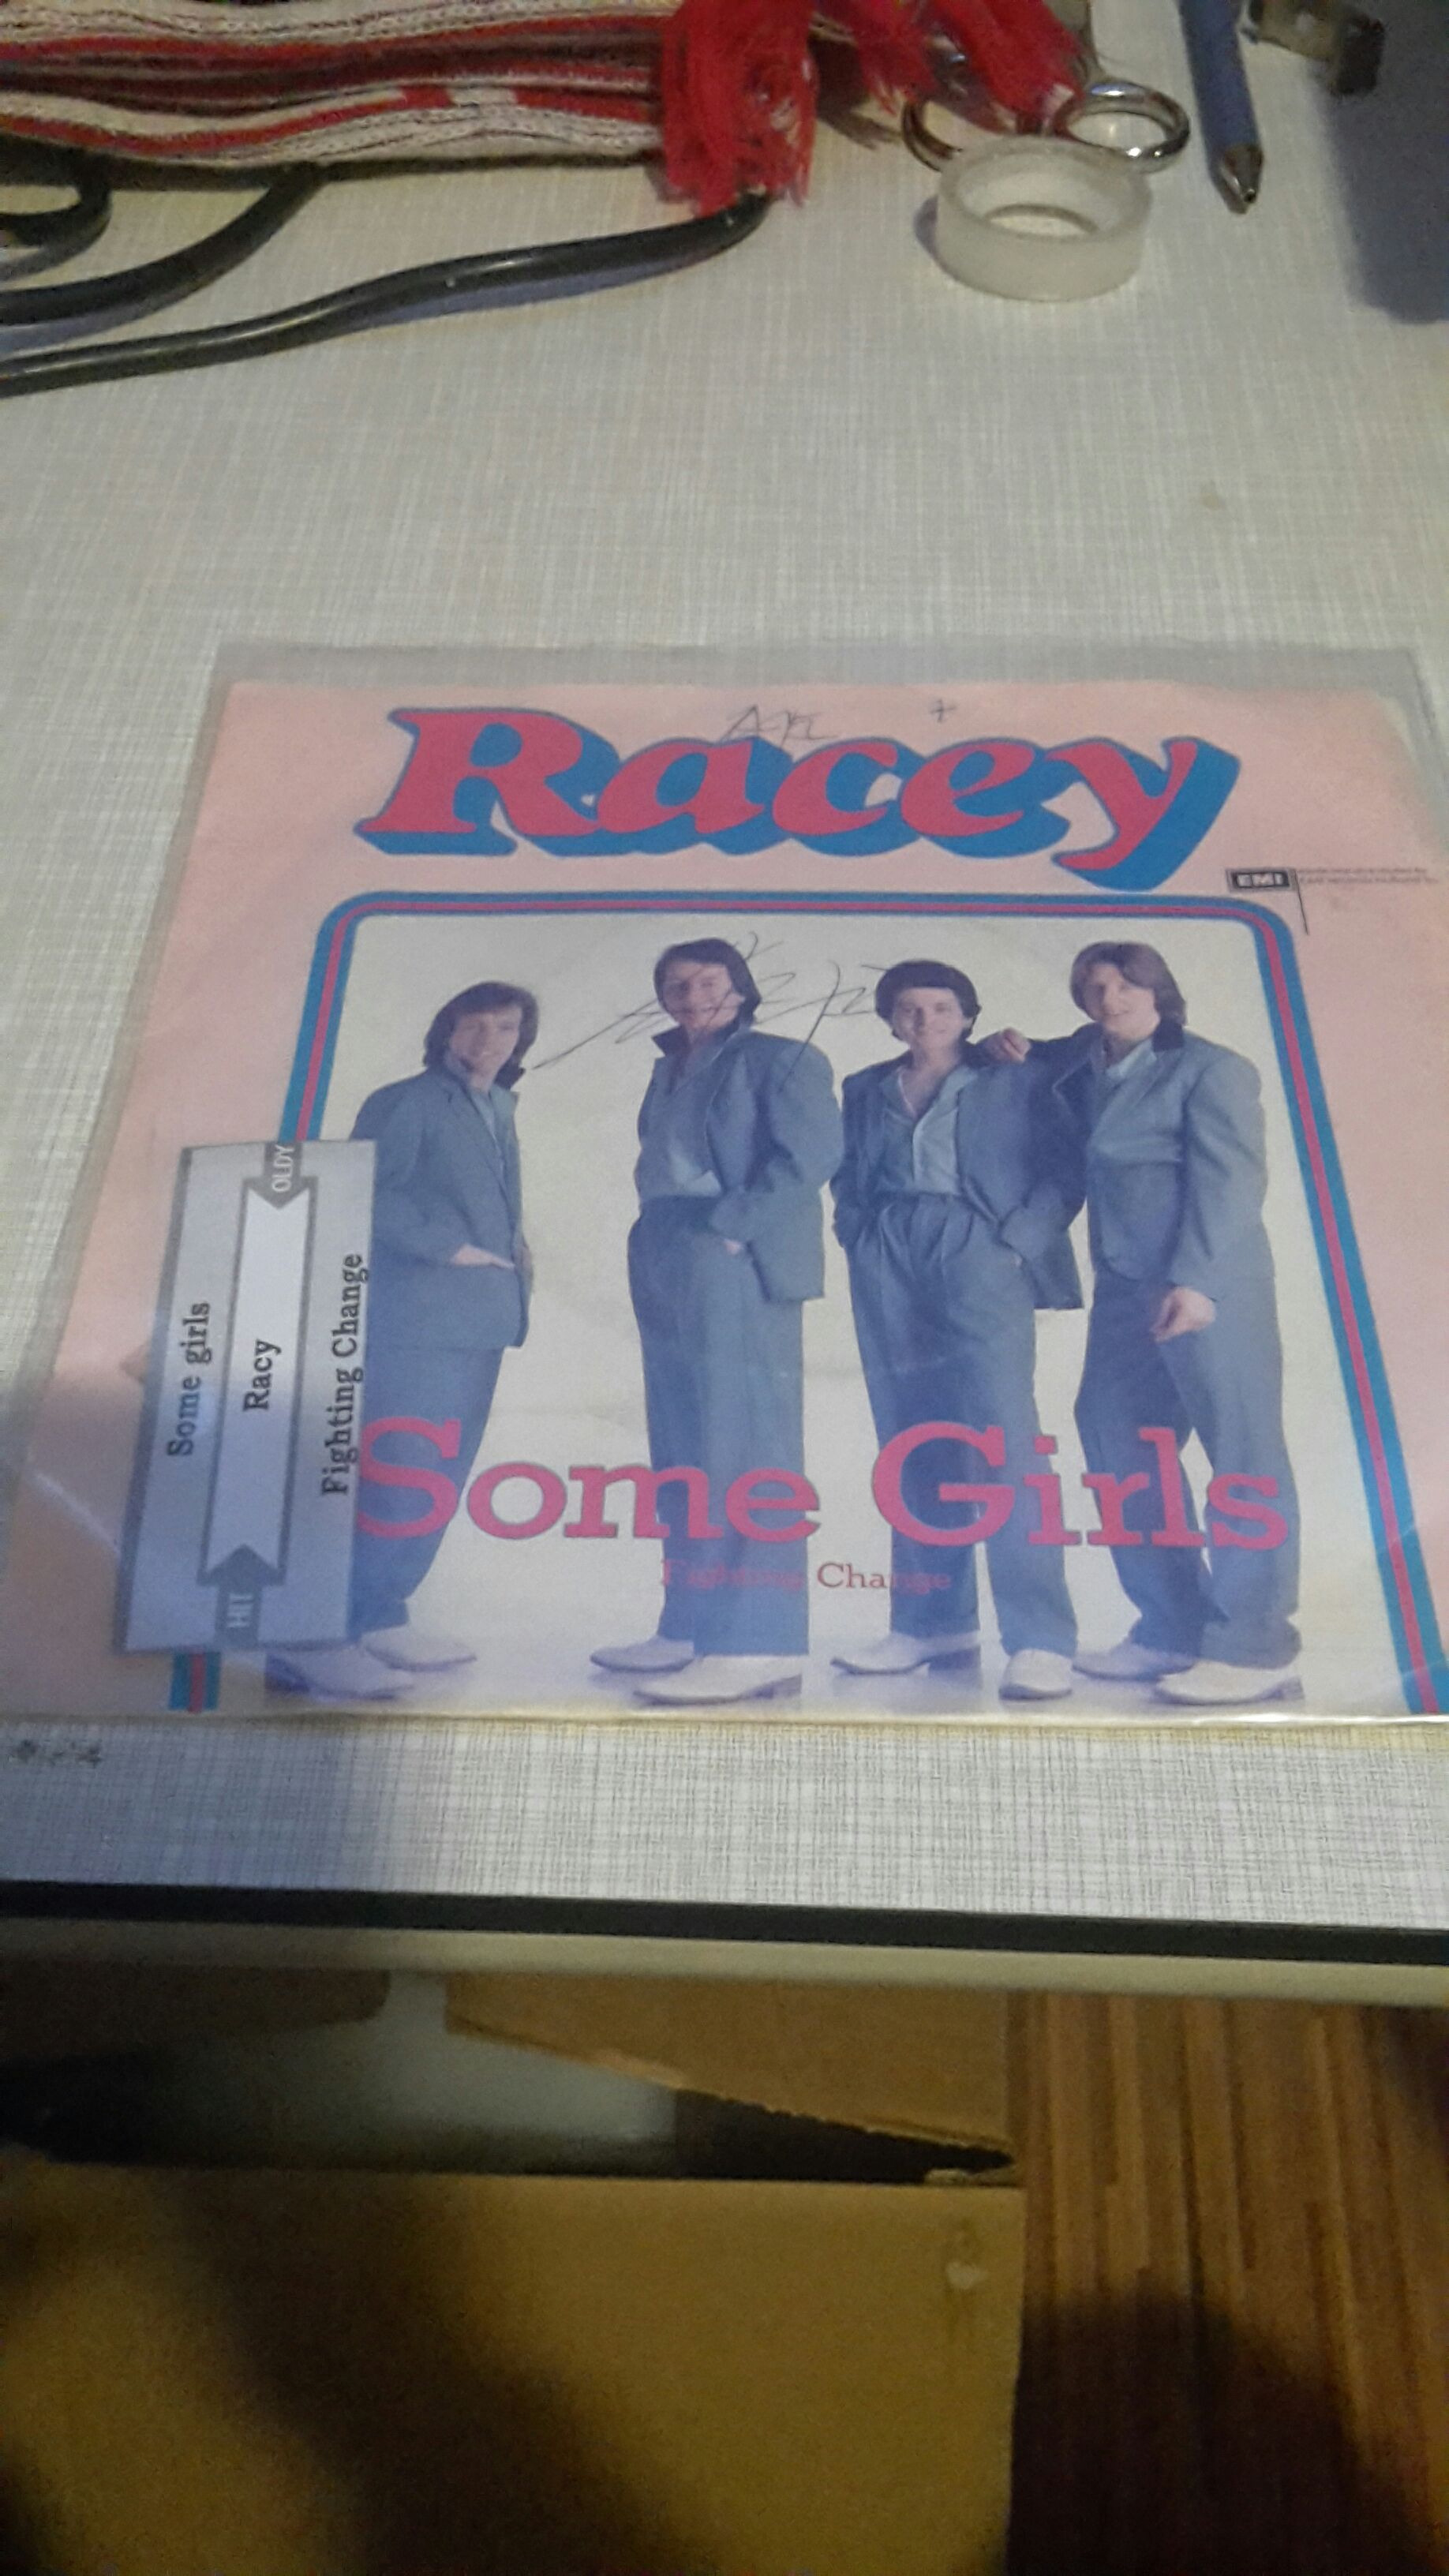 Racey
EMI
OLDY
Some girls
Racy
Fighting Change
HIT
Some Girls
Fighting Change